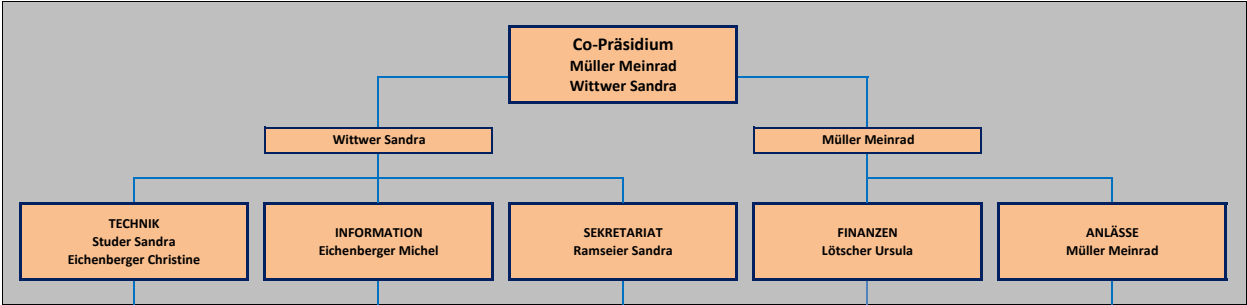 Co-Präsidium
Müller Meinrad
Wittwer Sandra
Wittwer Sandra
Müller Meinrad
TECHNIK
Studer Sandra
Eichenberger Christine
INFORMATION
Eichenberger Michel
SEKRETARIAT
Ramseier Sandra
FINANZEN
Lötscher Ursula
ANLÄSSE
Müller Meinrad